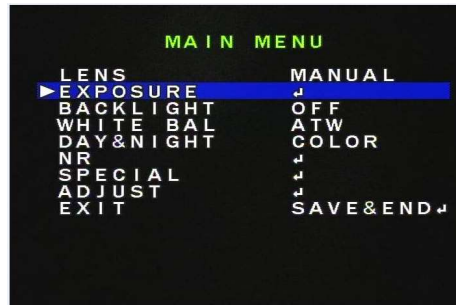 MAIN MENU
LENS MANUAL
EXPOSURE ↵
BACKLIGHT OFF
WHITE BAL ATW
DAY&NIGHT COLOR
NR ↵
SPECIAL ↵
ADJUST ↵
EXIT SAVE&END↵